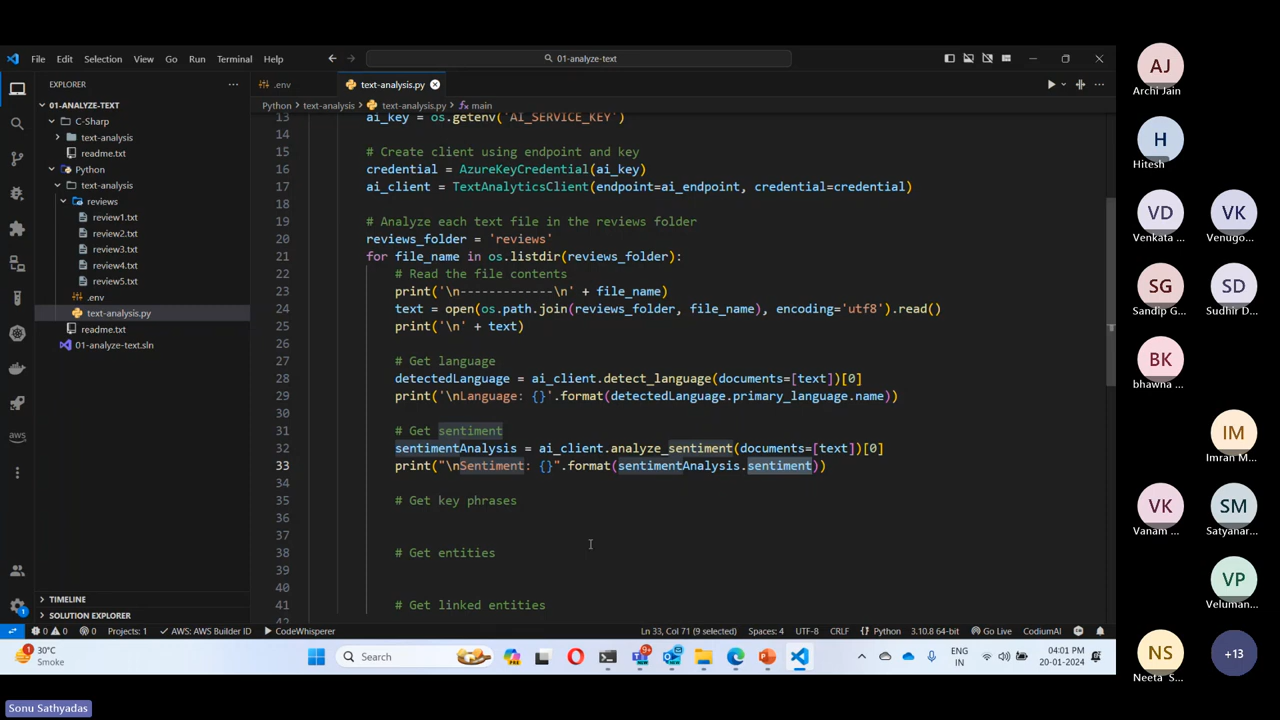 File Edit Selection View Go Run Terminal Help
01-analyze-text
EXPLORER
01-ANALYZE-TEXT
C-Sharp
text-analysis
readme.txt
Python
text-analysis
reviews
review1.txt
review2.txt
review3.txt
review4.txt
review5.txt
.env
text-analysis.py
readme.txt
01-analyze-text.sln
TIMELINE
SOLUTION EXPLORER
aws
.env
text-analysis.py
Python > text-analysis > text-analysis.py > main
13 ai_key = os.getenv('AI_SERVICE_KEY')
14
15 # Create client using endpoint and key
16 credential = AzureKeyCredential(ai_key)
17 ai_client = TextAnalyticsClient(endpoint=ai_endpoint, credential=credential)
18
19 # Analyze each text file in the reviews folder
20 reviews_folder = 'reviews'
21 for file_name in os.listdir(reviews_folder):
22 # Read the file contents
23 print('\n-------------\n' + file_name)
24 text = open(os.path.join(reviews_folder, file_name), encoding='utf8').read()
25 print('\n' + text)
26
27 # Get language
28 detectedLanguage = ai_client.detect_language(documents=[text])[0]
29 print('\nLanguage: {}'.format(detectedLanguage.primary_language.name))
30
31 # Get sentiment
32 sentimentAnalysis = ai_client.analyze_sentiment(documents=[text])[0]
33 print("\nSentiment: {}".format(sentimentAnalysis.sentiment))
34
35 # Get key phrases
36
37
38 # Get entities
39
40
41 # Get linked entities
42
0 0 0 Projects: 1 AWS: AWS Builder ID CodeWhisperer Ln 33, Col 71 (9 selected) Spaces: 4 UTF-8 CRLF Python 3.10.8 64-bit Go Live CodiumAI
1
30°C
Smoke
Search
9+
ENG
IN
04:01 PM
20-01-2024
AJ
Archi Jain
H
Hitesh
VD
Venkata ...
VK
Venugo...
SG
Sandip G...
SD
Sudhir D...
BK
bhawna ...
IM
Imran M...
VK
Vanam ...
SM
Satyanar...
VP
Veluman...
NS
Neeta S...
+13
Sonu Sathyadas